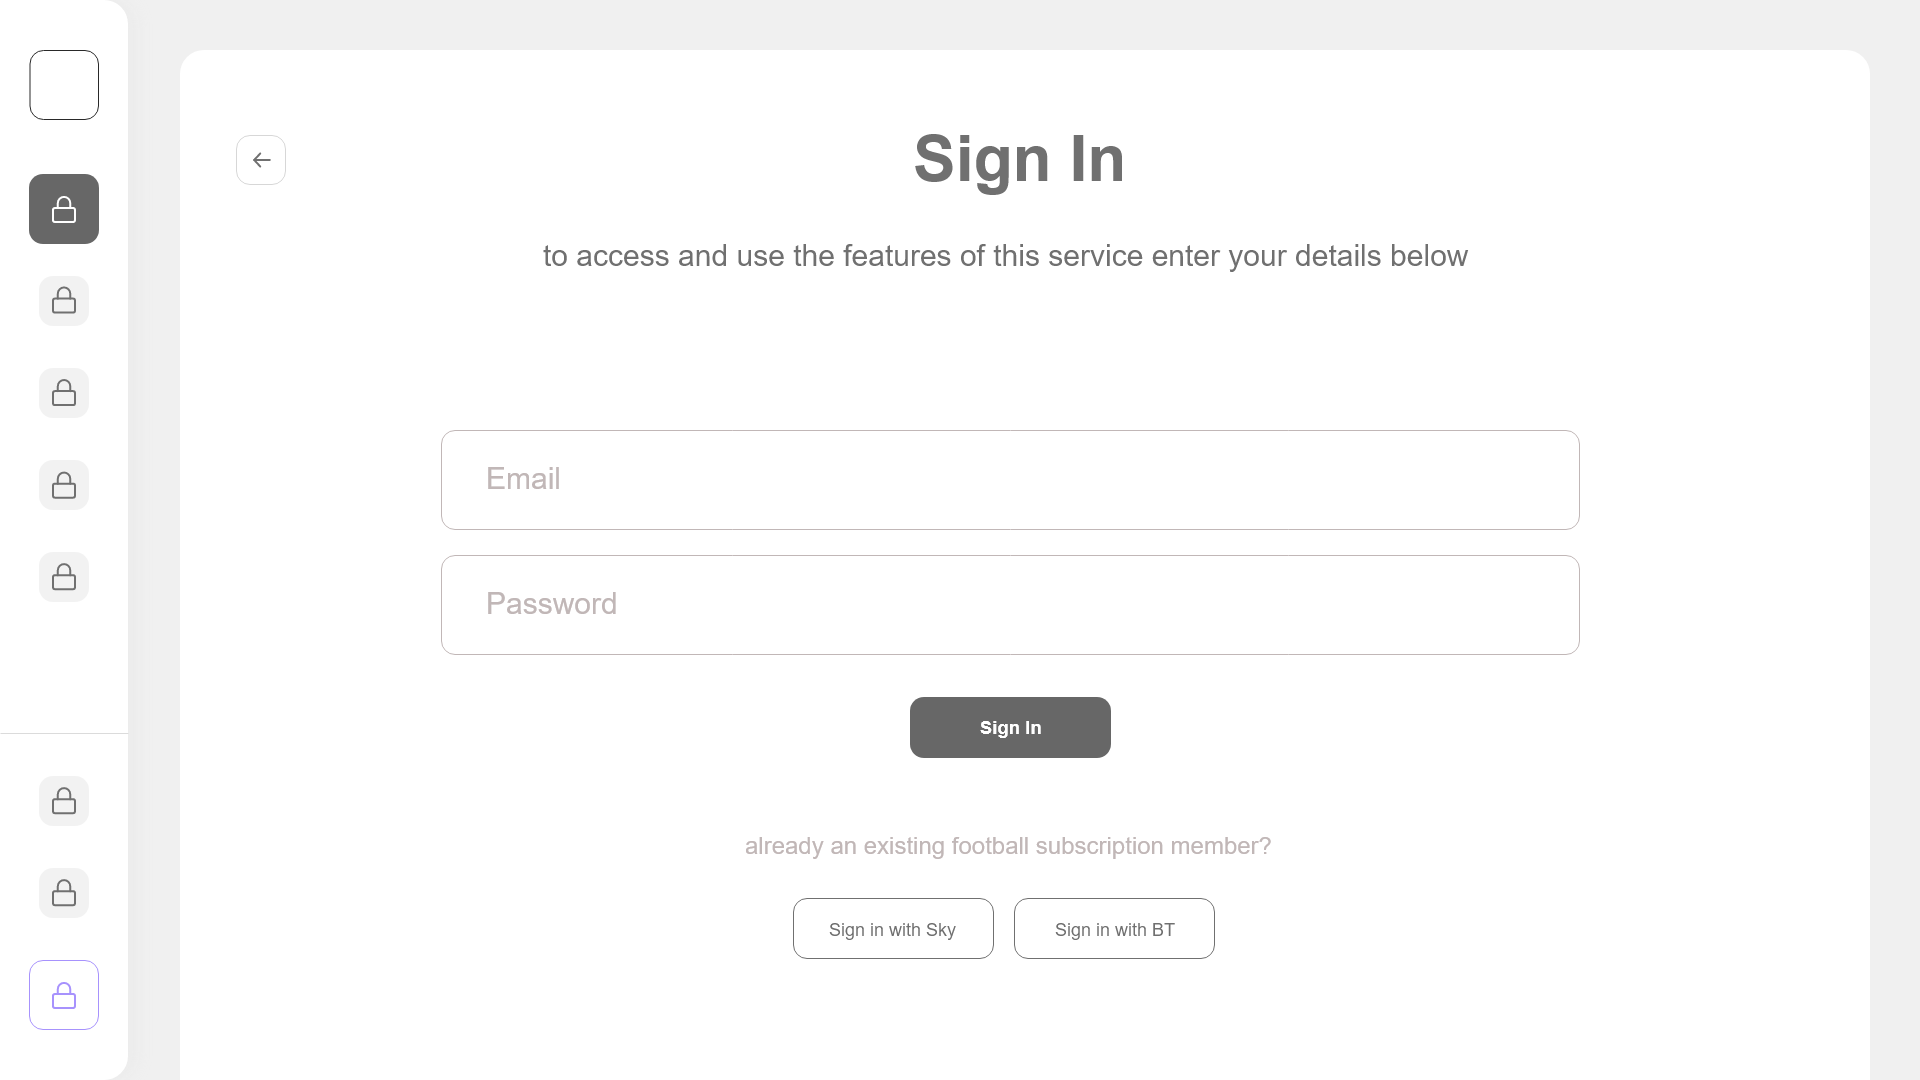 Sign In
to access and use the features of this service enter your details below
Email
Password
Sign In
already an existing football subscription member?
Sign in with Sky
Sign in with BT